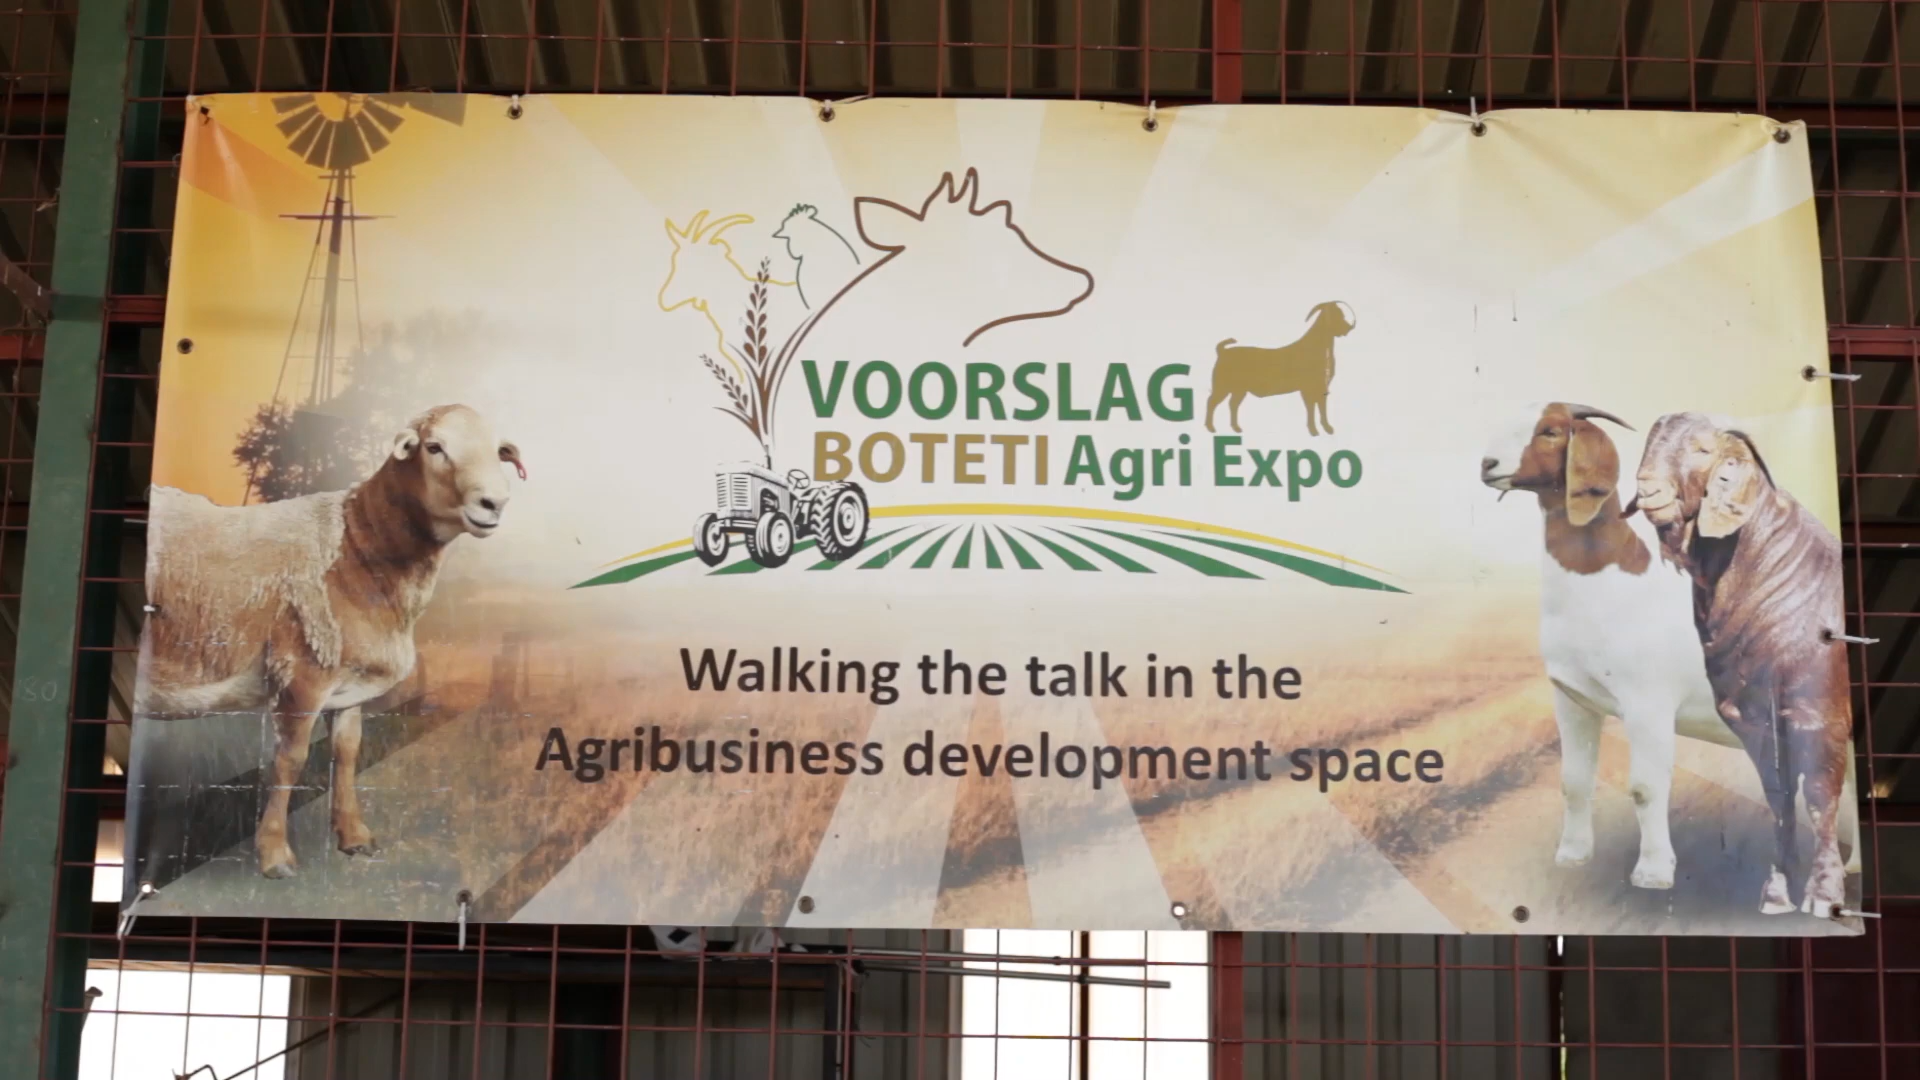 VOORSLAG
BOTETI Agri Expo
Walking the talk in the
Agribusiness development space